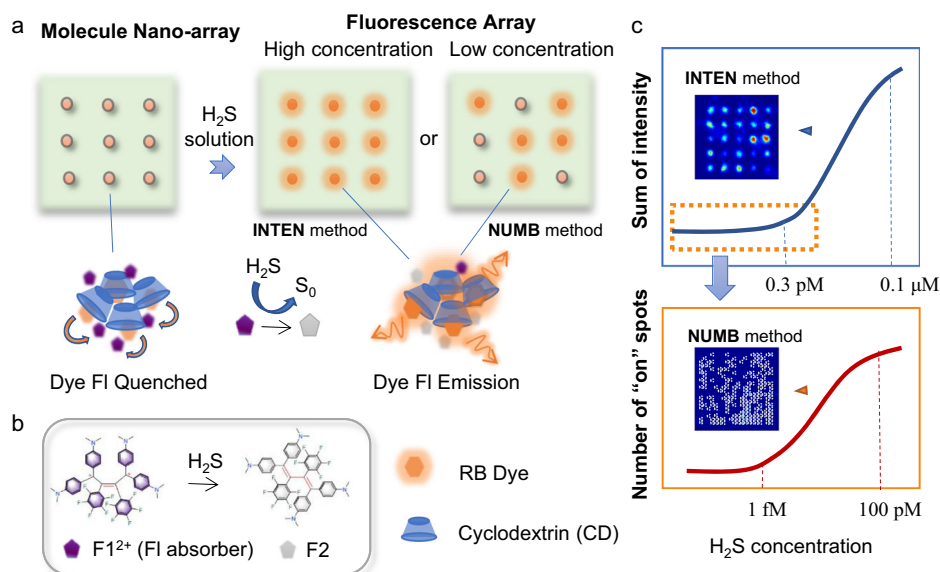 a
Molecule Nano-array
Fluorescence Array
High concentration
Low concentration
H₂S
solution
or
INTEN method
NUMB method
H₂S
S₀
Dye Fl Quenched
Dye Fl Emission
b
H₂S
F1²⁺ (Fl absorber)
F2
RB Dye
Cyclodextrin (CD)
c
Sum of intensity
INTEN method
0.3 pM
0.1 μM
Number of “on” spots
NUMB method
1 fM
100 pM
H₂S concentration